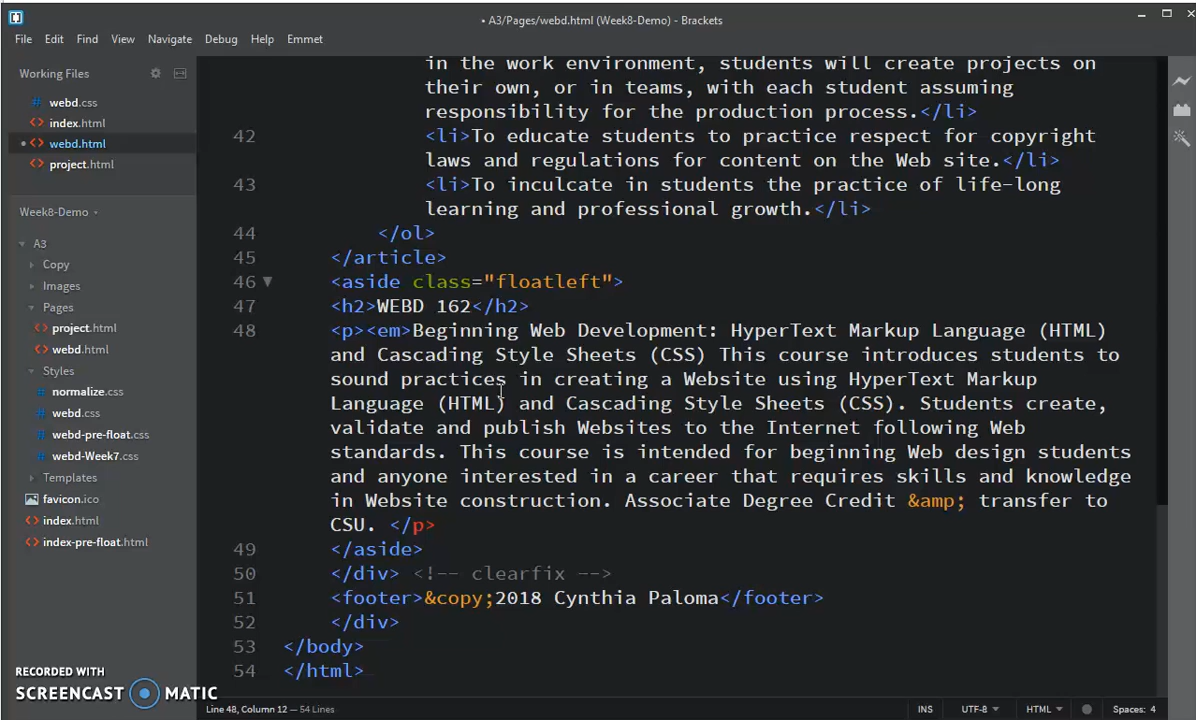 • A3/Pages/webd.html (Week8-Demo) - Brackets
File Edit Find View Navigate Debug Help Emmet
Working Files
webd.css
index.html
webd.html
project.html
Week8-Demo
A3
Copy
Images
Pages
project.html
webd.html
Styles
normalize.css
webd.css
webd-pre-float.css
webd-Week7.css
Templates
favicon.ico
index.html
index-pre-float.html
in the work environment, students will create projects on
their own, or in teams, with each student assuming
responsibility for the production process.</li>
42 <li>To educate students to practice respect for copyright
laws and regulations for content on the Web site.</li>
43 <li>To inculcate in students the practice of life-long
learning and professional growth.</li>
44 </ol>
45 </article>
46 <aside class="floatleft">
47 <h2>WEBD 162</h2>
48 <p><em>Beginning Web Development: HyperText Markup Language (HTML)
and Cascading Style Sheets (CSS) This course introduces students to
sound practices in creating a Website using HyperText Markup
Language (HTML) and Cascading Style Sheets (CSS). Students create,
validate and publish Websites to the Internet following Web
standards. This course is intended for beginning Web design students
and anyone interested in a career that requires skills and knowledge
in Website construction. Associate Degree Credit &amp; transfer to
CSU. </p>
49 </aside>
50 </div> <!-- clearfix -->
51 <footer>&copy;2018 Cynthia Paloma</footer>
52 </div>
53 </body>
54 </html>
RECORDED WITH
SCREENCAST MATIC
Line 48, Column 12 — 54 Lines
INS UTF-8 HTML Spaces: 4